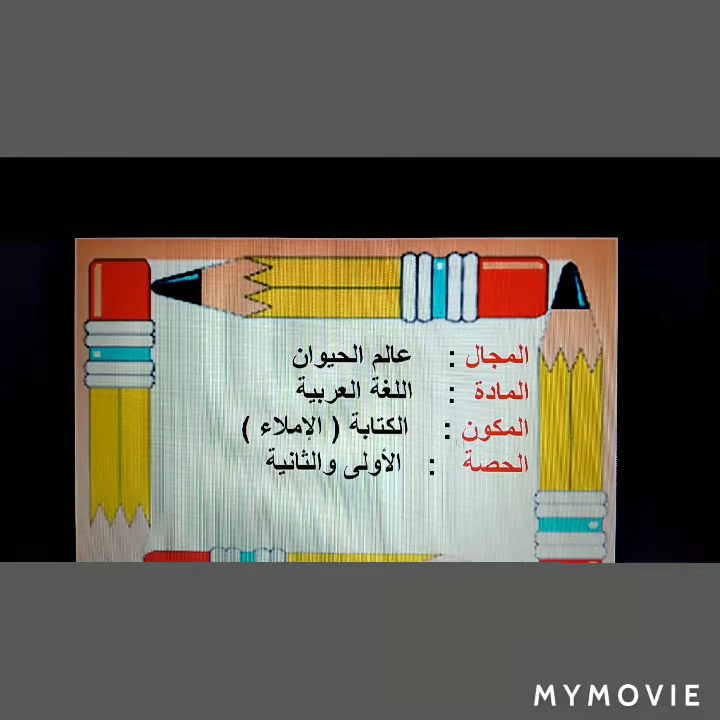 المجال : عالم الحيوان
المادة : اللغة العربية
المكون : الكتابة ( الإملاء )
الحصة : الأولى والثانية
MYMOVIE